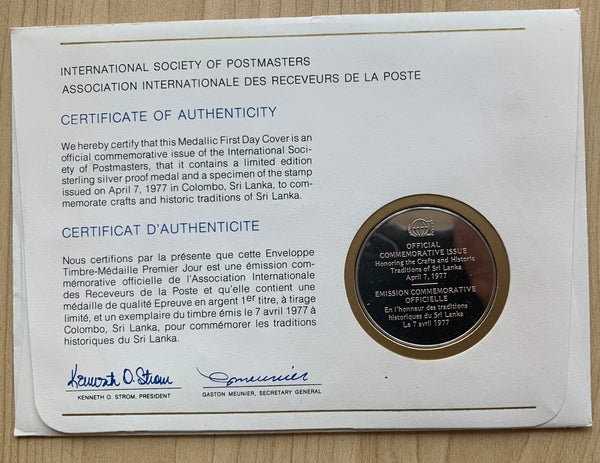 INTERNATIONAL SOCIETY OF POSTMASTERS
ASSOCIATION INTERNATIONALE DES RECEVEURS DE LA POSTE
CERTIFICATE OF AUTHENTICITY
We hereby certify that this Medallic First Day Cover is an
official commemorative issue of the International Soci-
ety of Postmasters, that it contains a limited edition
sterling silver proof medal and a specimen of the stamp
issued on April 7, 1977 in Colombo, Sri Lanka, to com-
memorate crafts and historic traditions of Sri Lanka.
CERTIFICAT D'AUTHENTICITE
Nous certifions par la présente que cette Enveloppe
Timbre-Médaille Premier Jour est une émission com-
mémorative officielle de l'Association Internationale
des Receveurs de la Poste et qu'elle contient une
médaille de qualité Epreuve en argent 1er titre, à tirage
limité, et un exemplaire du timbre émis le 7 avril 1977 à
Colombo, Sri Lanka, pour commémorer les traditions
historiques du Sri Lanka.
Kenneth O. Strom
KENNETH O. STROM, PRESIDENT
GMeunier
GASTON MEUNIER, SECRETARY GENERAL
OFFICIAL
COMMEMORATIVE ISSUE
Honoring the Crafts and Historic
Traditions of Sri Lanka
April 7, 1977
EMISSION COMMEMORATIVE
OFFICIELLE
En l'honneur des traditions
historiques du Sri Lanka
Le 7 avril 1977